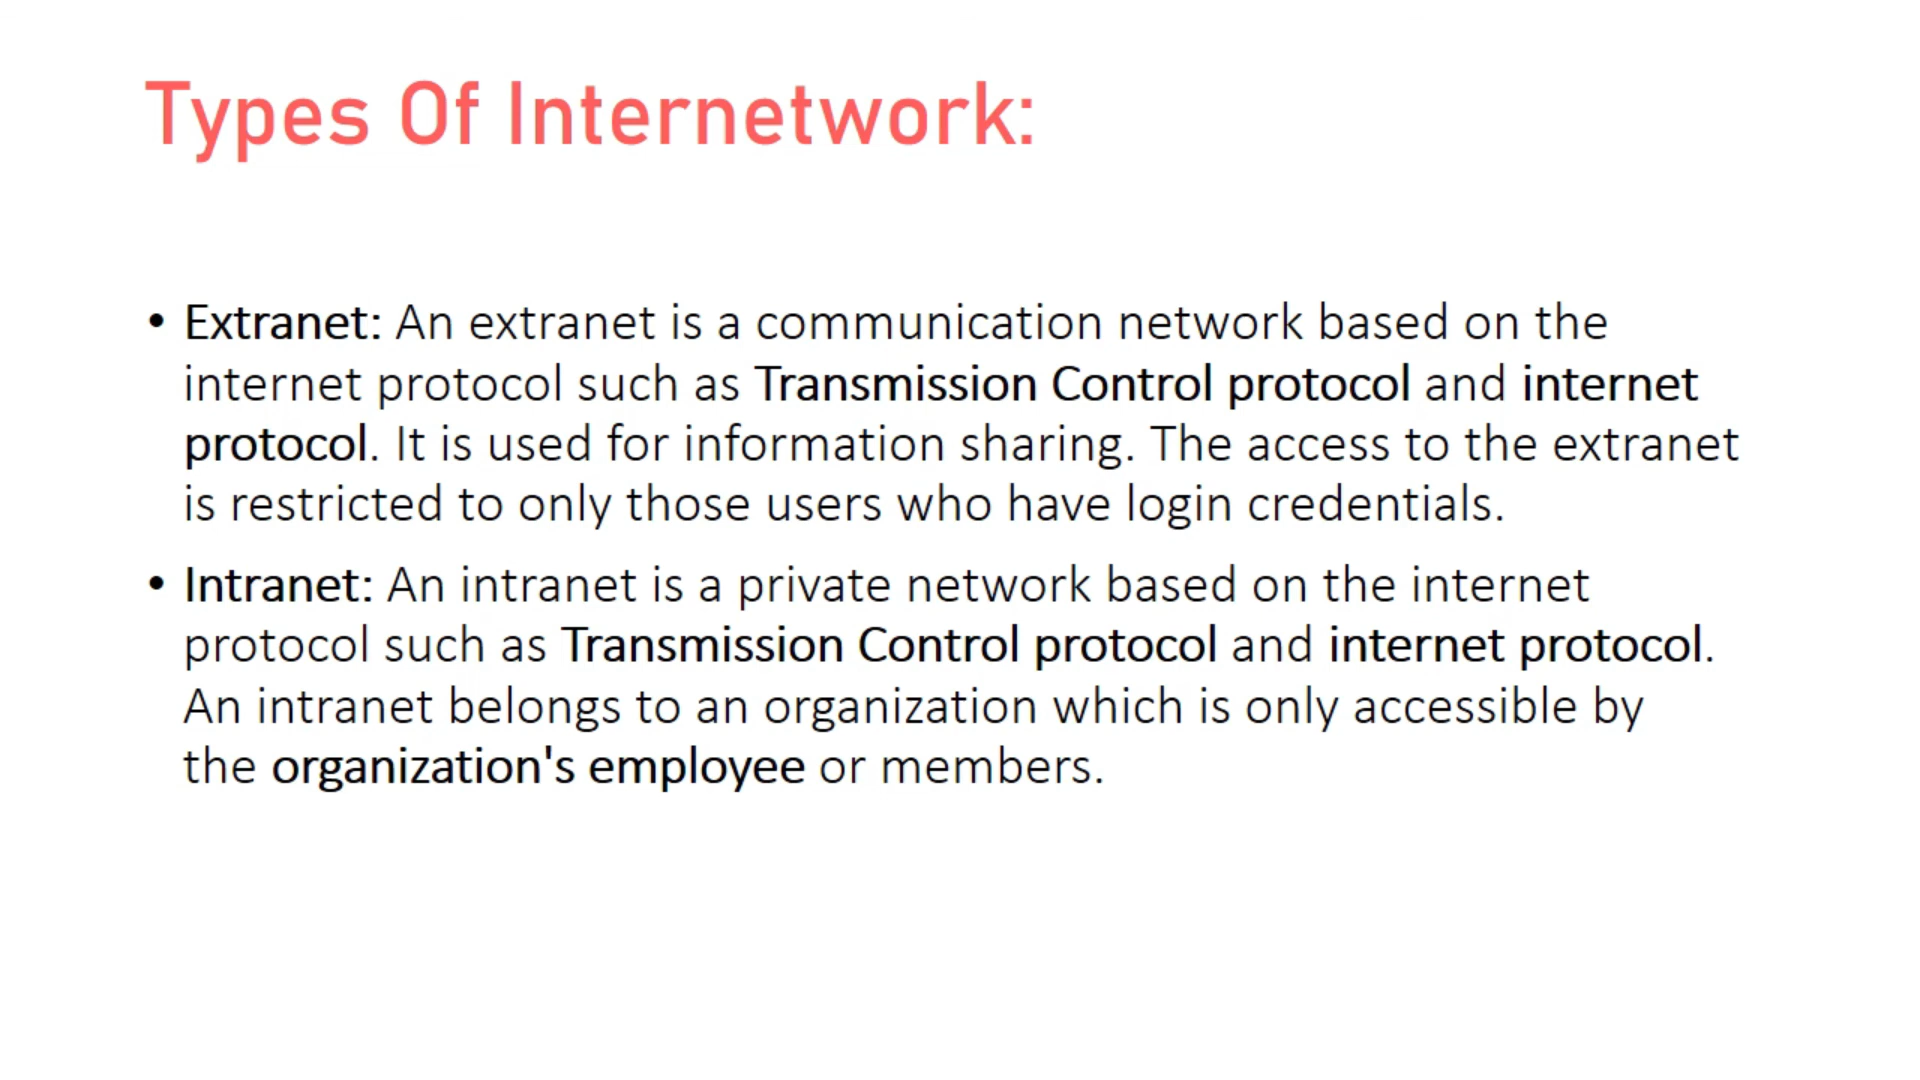 Types Of Internetwork:
• Extranet: An extranet is a communication network based on the
internet protocol such as Transmission Control protocol and internet
protocol. It is used for information sharing. The access to the extranet
is restricted to only those users who have login credentials.
• Intranet: An intranet is a private network based on the internet
protocol such as Transmission Control protocol and internet protocol.
An intranet belongs to an organization which is only accessible by
the organization's employee or members.